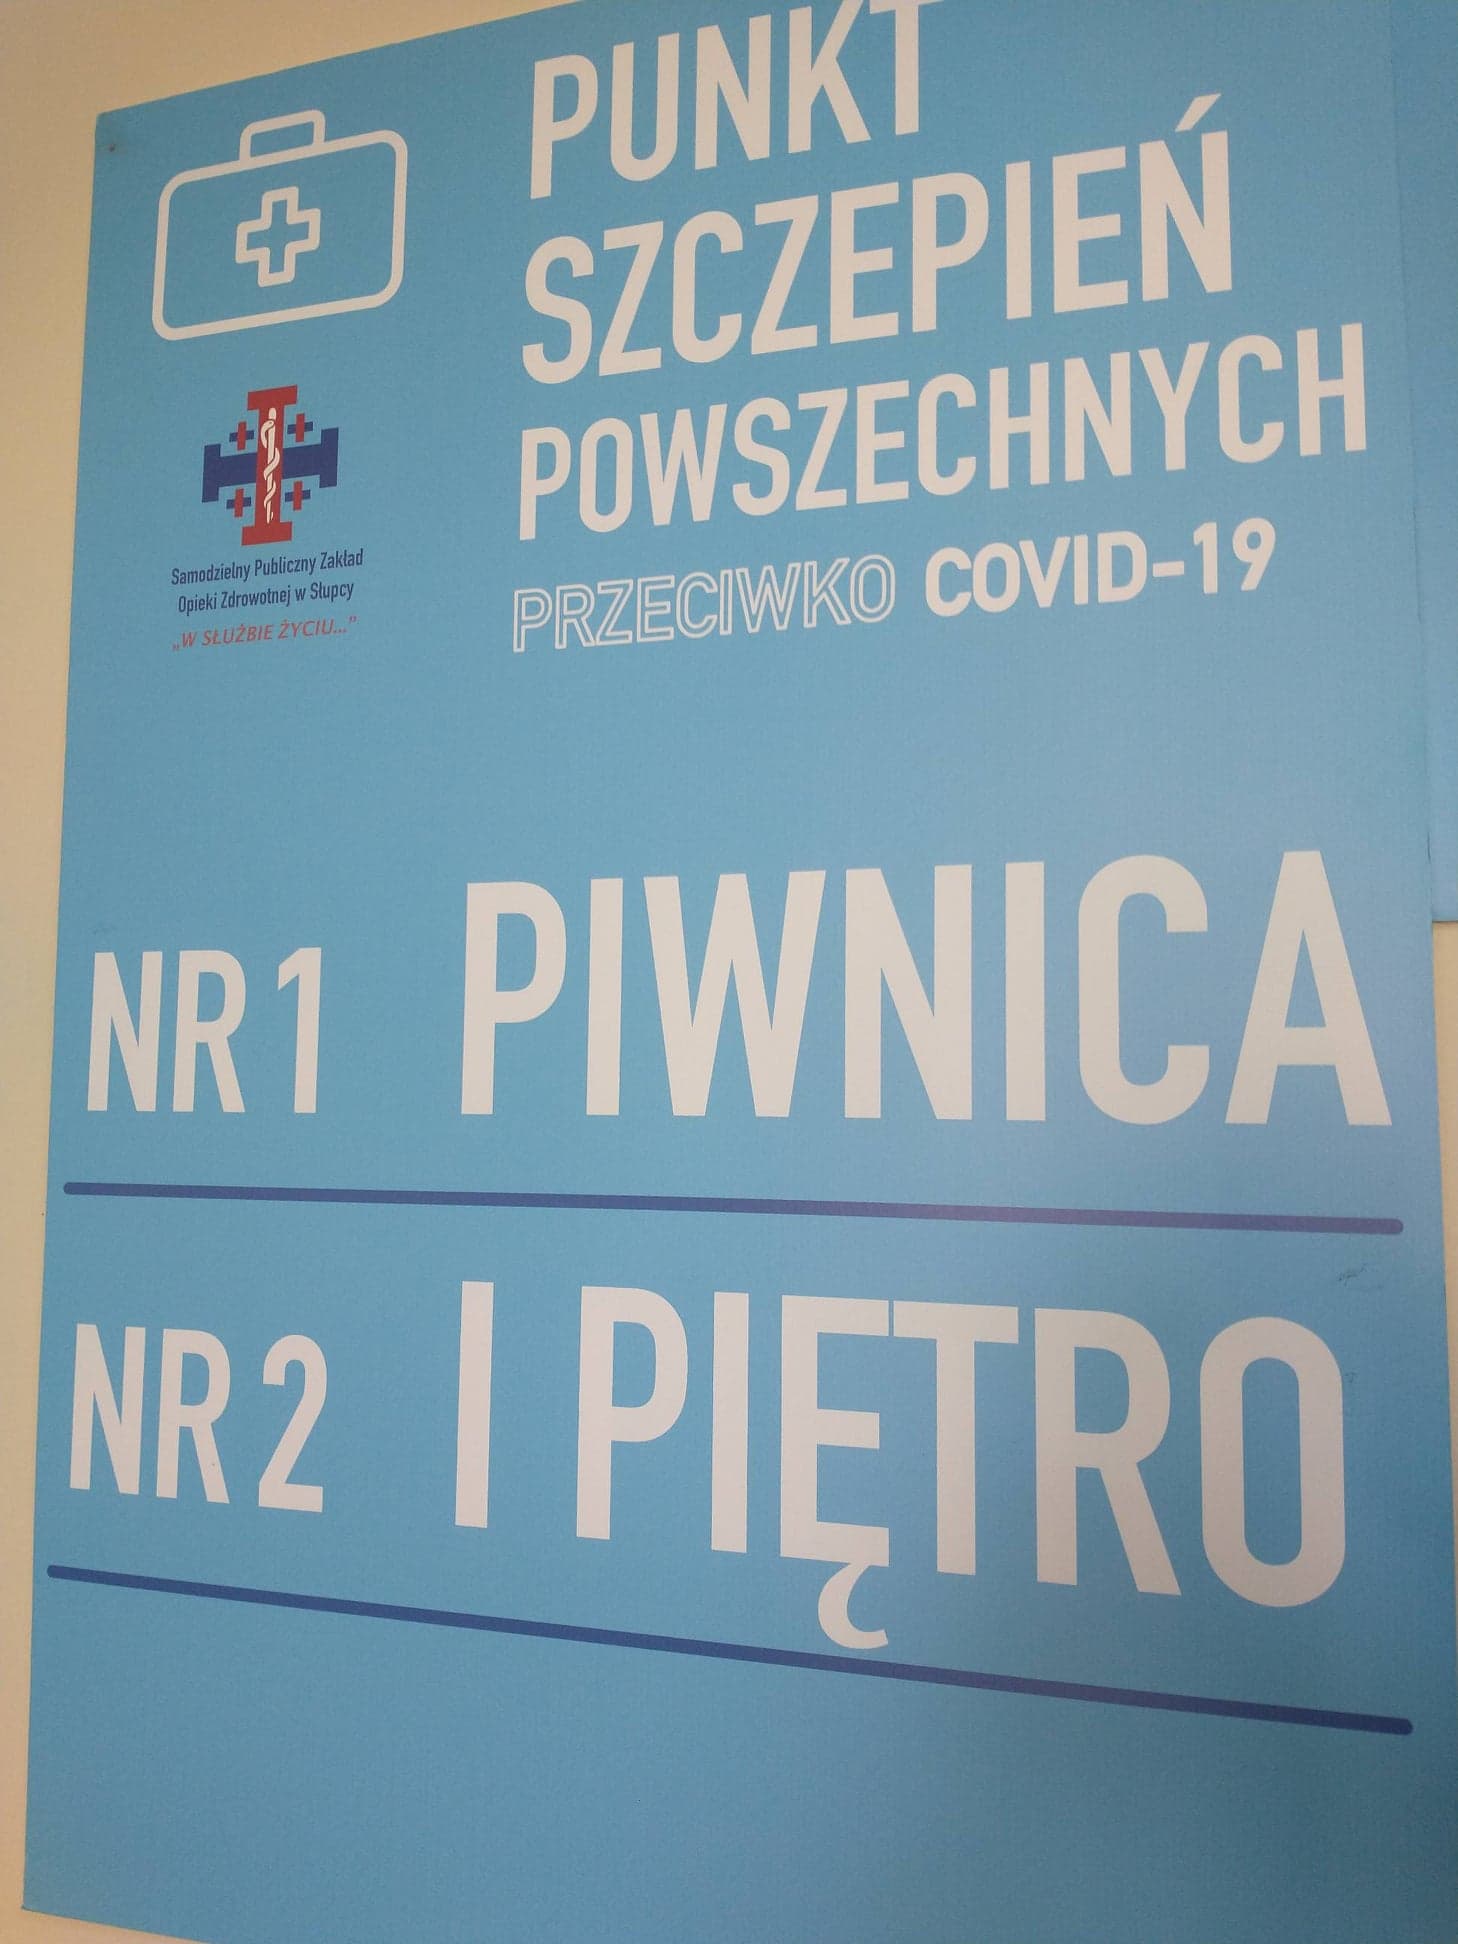 PUNKT
SZCZEPIEŃ
POWSZECHNYCH
PRZECIWKO COVID-19
Samodzielny Publiczny Zakład
Opieki Zdrowotnej w Słupcy
„W SŁUŻBIE ŻYCIU..."
NR 1 PIWNICA
NR 2 I PIĘTRO